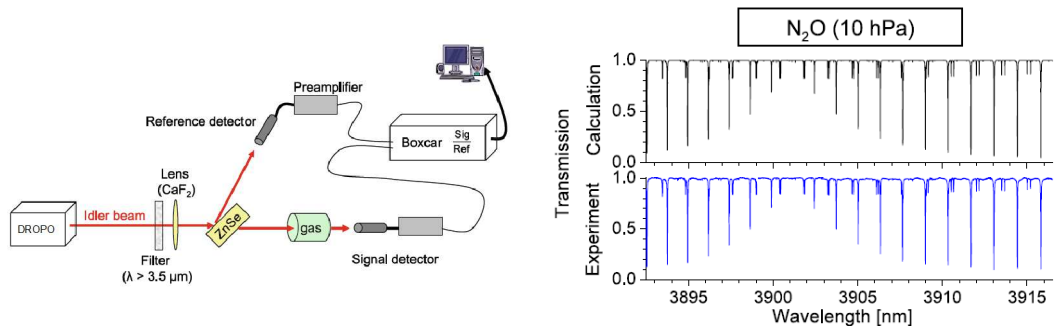 Preamplifier
Reference detector
Boxcar
Sig
Ref
Lens
(CaF₂)
Idler beam
DROPO
ZnSe
gas
Filter
(λ > 3.5 µm)
Signal detector
N₂O (10 hPa)
Transmission
Calculation
1.0
0.5
0.0
Experiment
1.0
0.5
0.0
3895 3900 3905 3910 3915
Wavelength [nm]